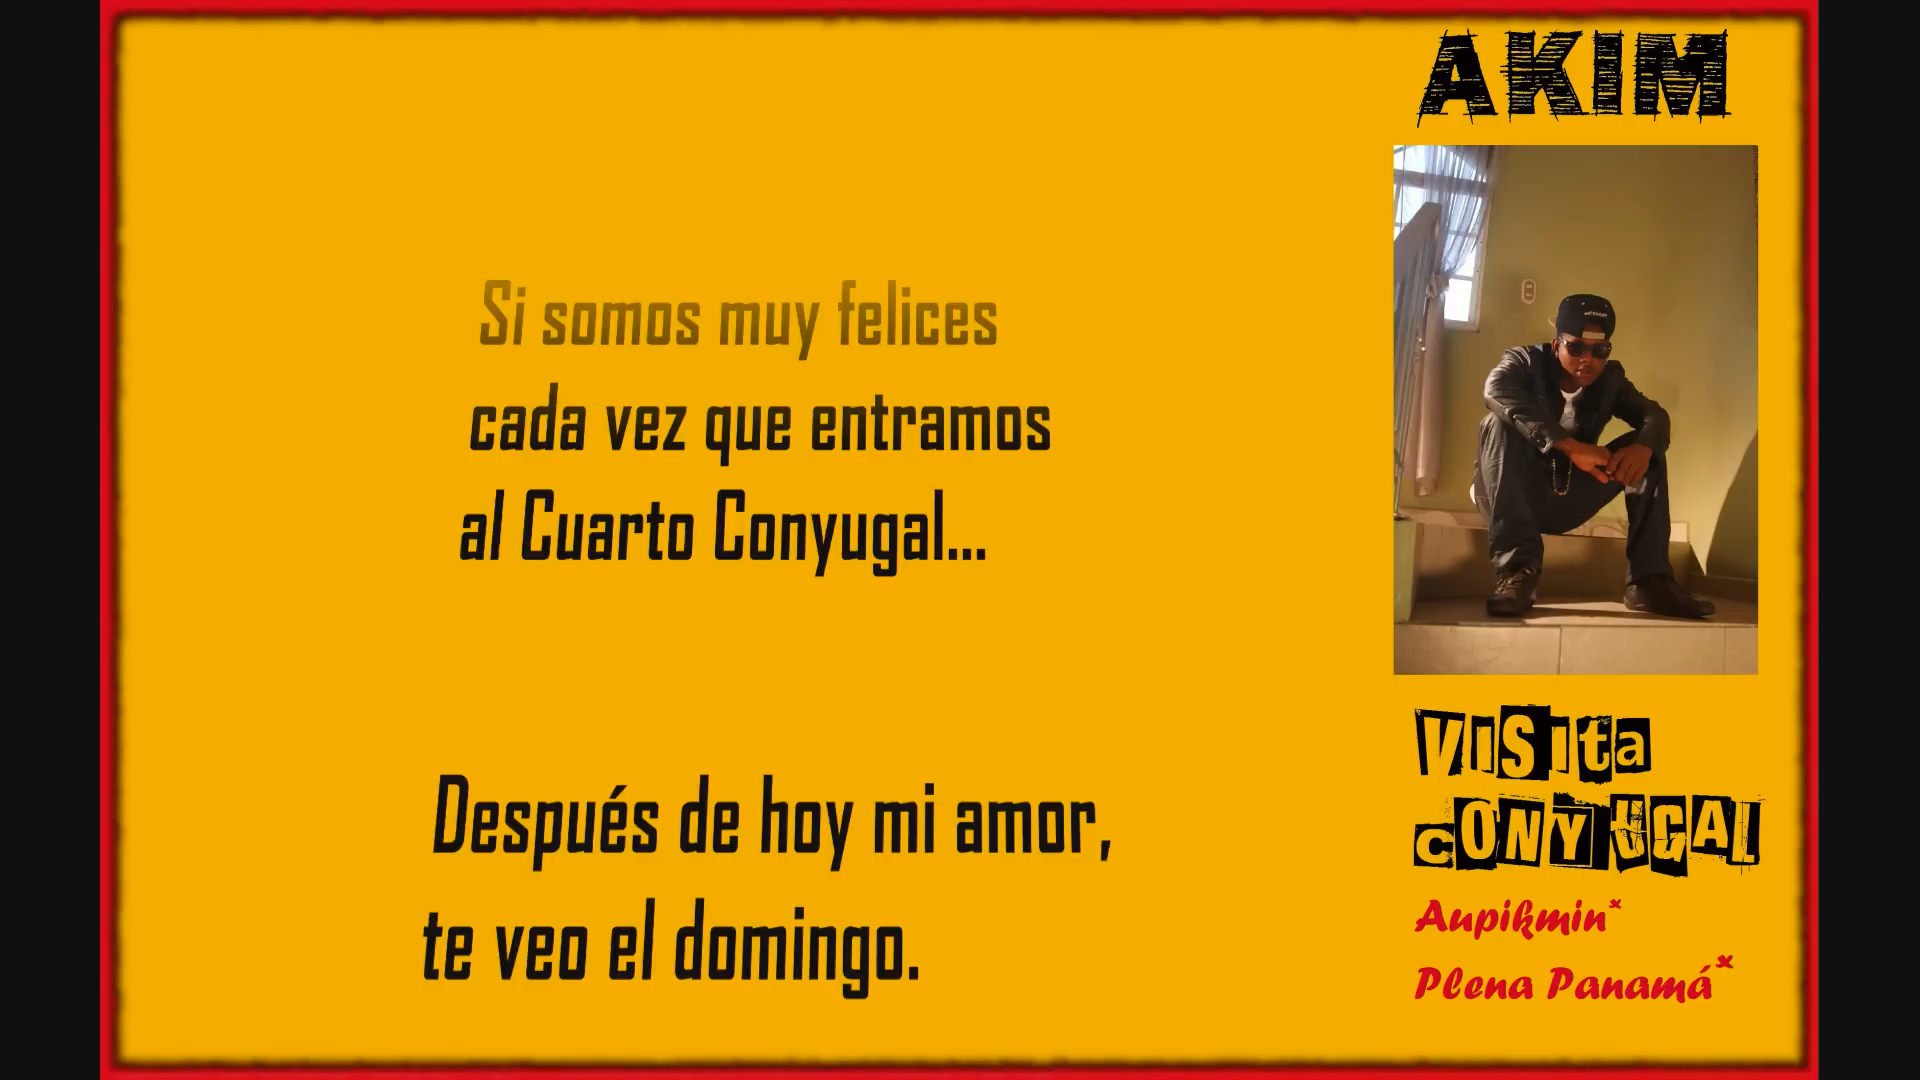 Si somos muy felices
cada vez que entramos
al Cuarto Conyugal...
Después de hoy mi amor,
te veo el domingo.
AKIM
VISIta
cONYUGAL
Aupikmin*
Plena Panamá*